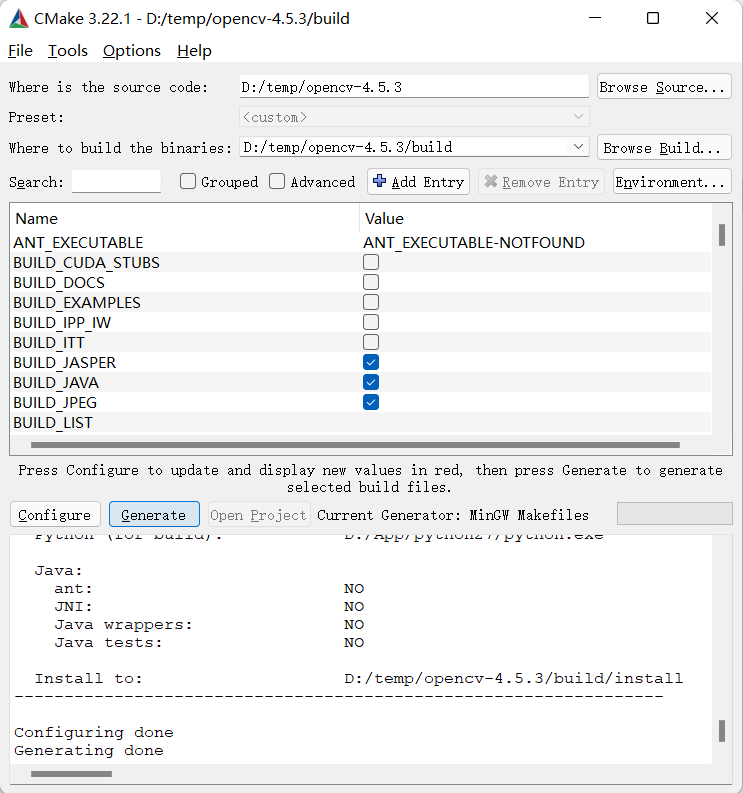 CMake 3.22.1 - D:/temp/opencv-4.5.3/build
File Tools Options Help
Where is the source code: D:/temp/opencv-4.5.3 Browse Source...
Preset: <custom>
Where to build the binaries: D:/temp/opencv-4.5.3/build Browse Build...
Search: Grouped Advanced Add Entry Remove Entry Environment...
Name Value
ANT_EXECUTABLE ANT_EXECUTABLE-NOTFOUND
BUILD_CUDA_STUBS
BUILD_DOCS
BUILD_EXAMPLES
BUILD_IPP_IW
BUILD_ITT
BUILD_JASPER
BUILD_JAVA
BUILD_JPEG
BUILD_LIST
Press Configure to update and display new values in red, then press Generate to generate
selected build files.
Configure Generate Open Project Current Generator: MinGW Makefiles
Python (for build): D:/App/python27/python.exe
Java:
ant: NO
JNI: NO
Java wrappers: NO
Java tests: NO
Install to: D:/temp/opencv-4.5.3/build/install
-----------------------------------------------------------------
Configuring done
Generating done